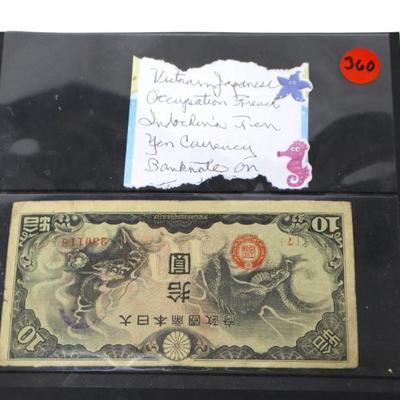 360
Vietnam Japanese
Occupation French
Indochina Ten
Yen Currency
Banknote on
大日本帝國政府
拾圓
10
拾
拾
10